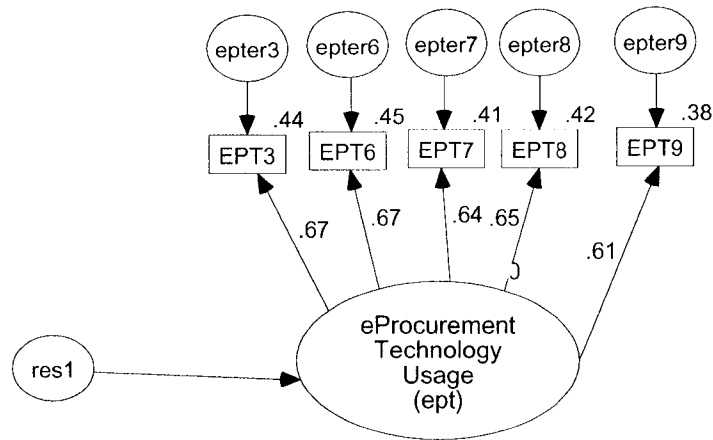 epter3 epter6 epter7 epter8 epter9
.44 .45 .41 .42 .38
EPT3 EPT6 EPT7 EPT8 EPT9
.67 .67 .64 .65 .61
eProcurement
Technology
Usage
(ept)
res1